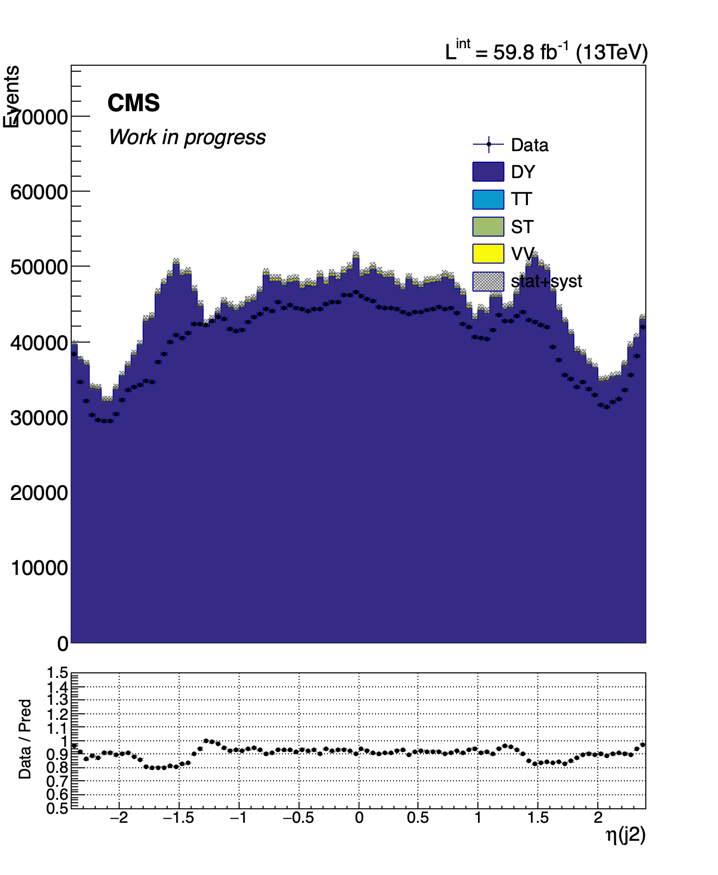 L^int = 59.8 fb⁻¹ (13TeV)
Events
CMS
Work in progress
Data
DY
TT
ST
VV
stat+syst
70000
60000
50000
40000
30000
20000
10000
0
Data / Pred
1.5
1.4
1.3
1.2
1.1
1
0.9
0.8
0.7
0.6
0.5
−2 −1.5 −1 −0.5 0 0.5 1 1.5 2
η(j2)